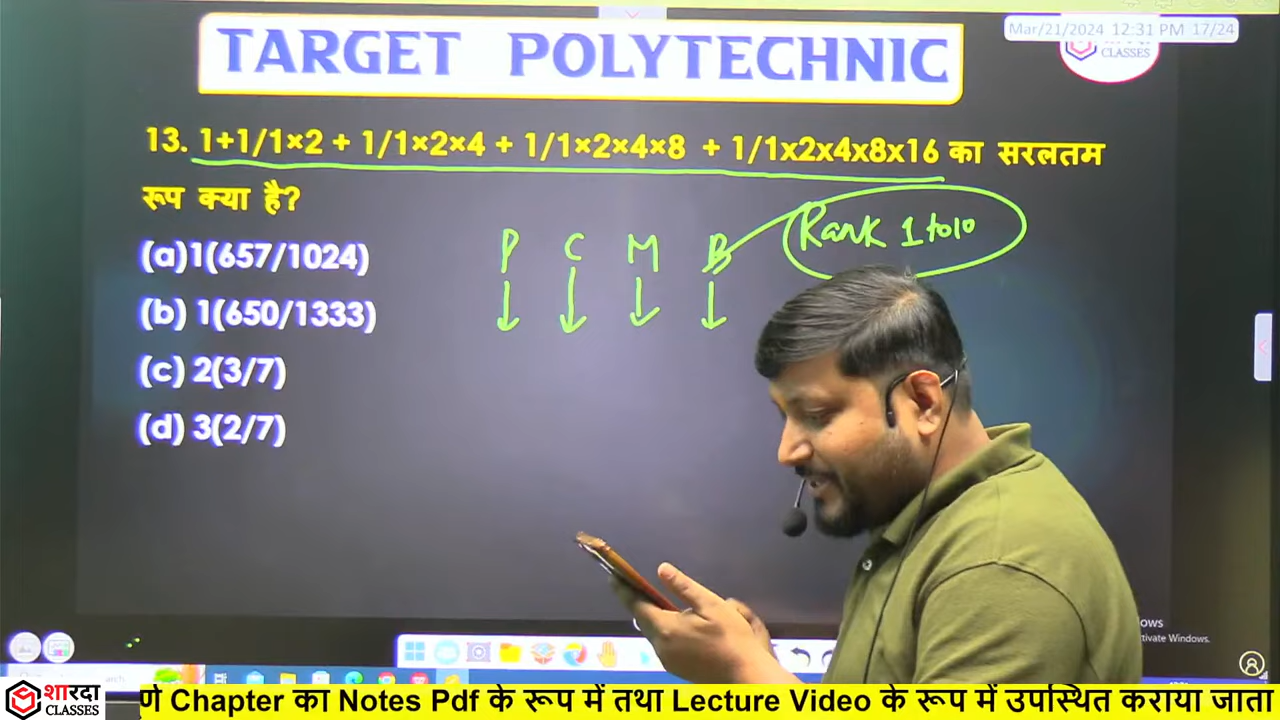 Mar/21/2024 12:31 PM 17/24
CLASSES
TARGET POLYTECHNIC
13. 1+1/1×2 + 1/1×2×4 + 1/1×2×4×8 + 1/1x2x4x8x16 का सरलतम
रूप क्या है?
(a)1(657/1024)
(b) 1(650/1333)
(c) 2(3/7)
(d) 3(2/7)
P C M B Rank 1 to 10
शारदा
CLASSES
र्ण Chapter का Notes Pdf के रूप में तथा Lecture Video के रूप में उपस्थित कराया जाता